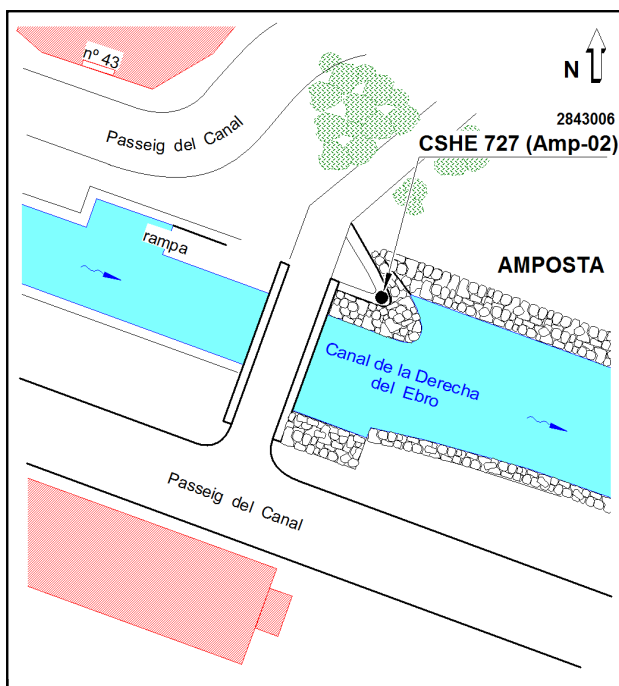 nº 43
N
Passeig del Canal
2843006
CSHE 727 (Amp-02)
rampa
AMPOSTA
Canal de la Derecha
del Ebro
Passeig del Canal